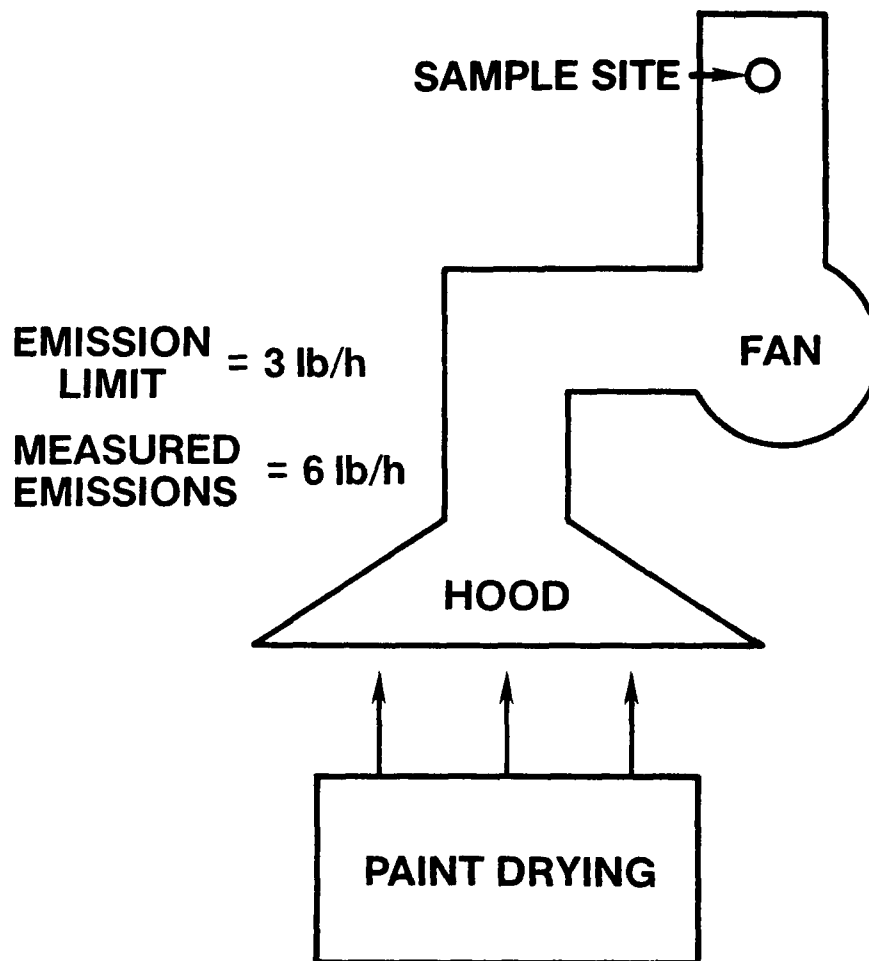 SAMPLE SITE
FAN
EMISSION
LIMIT = 3 lb/h
MEASURED
EMISSIONS = 6 lb/h
HOOD
PAINT DRYING